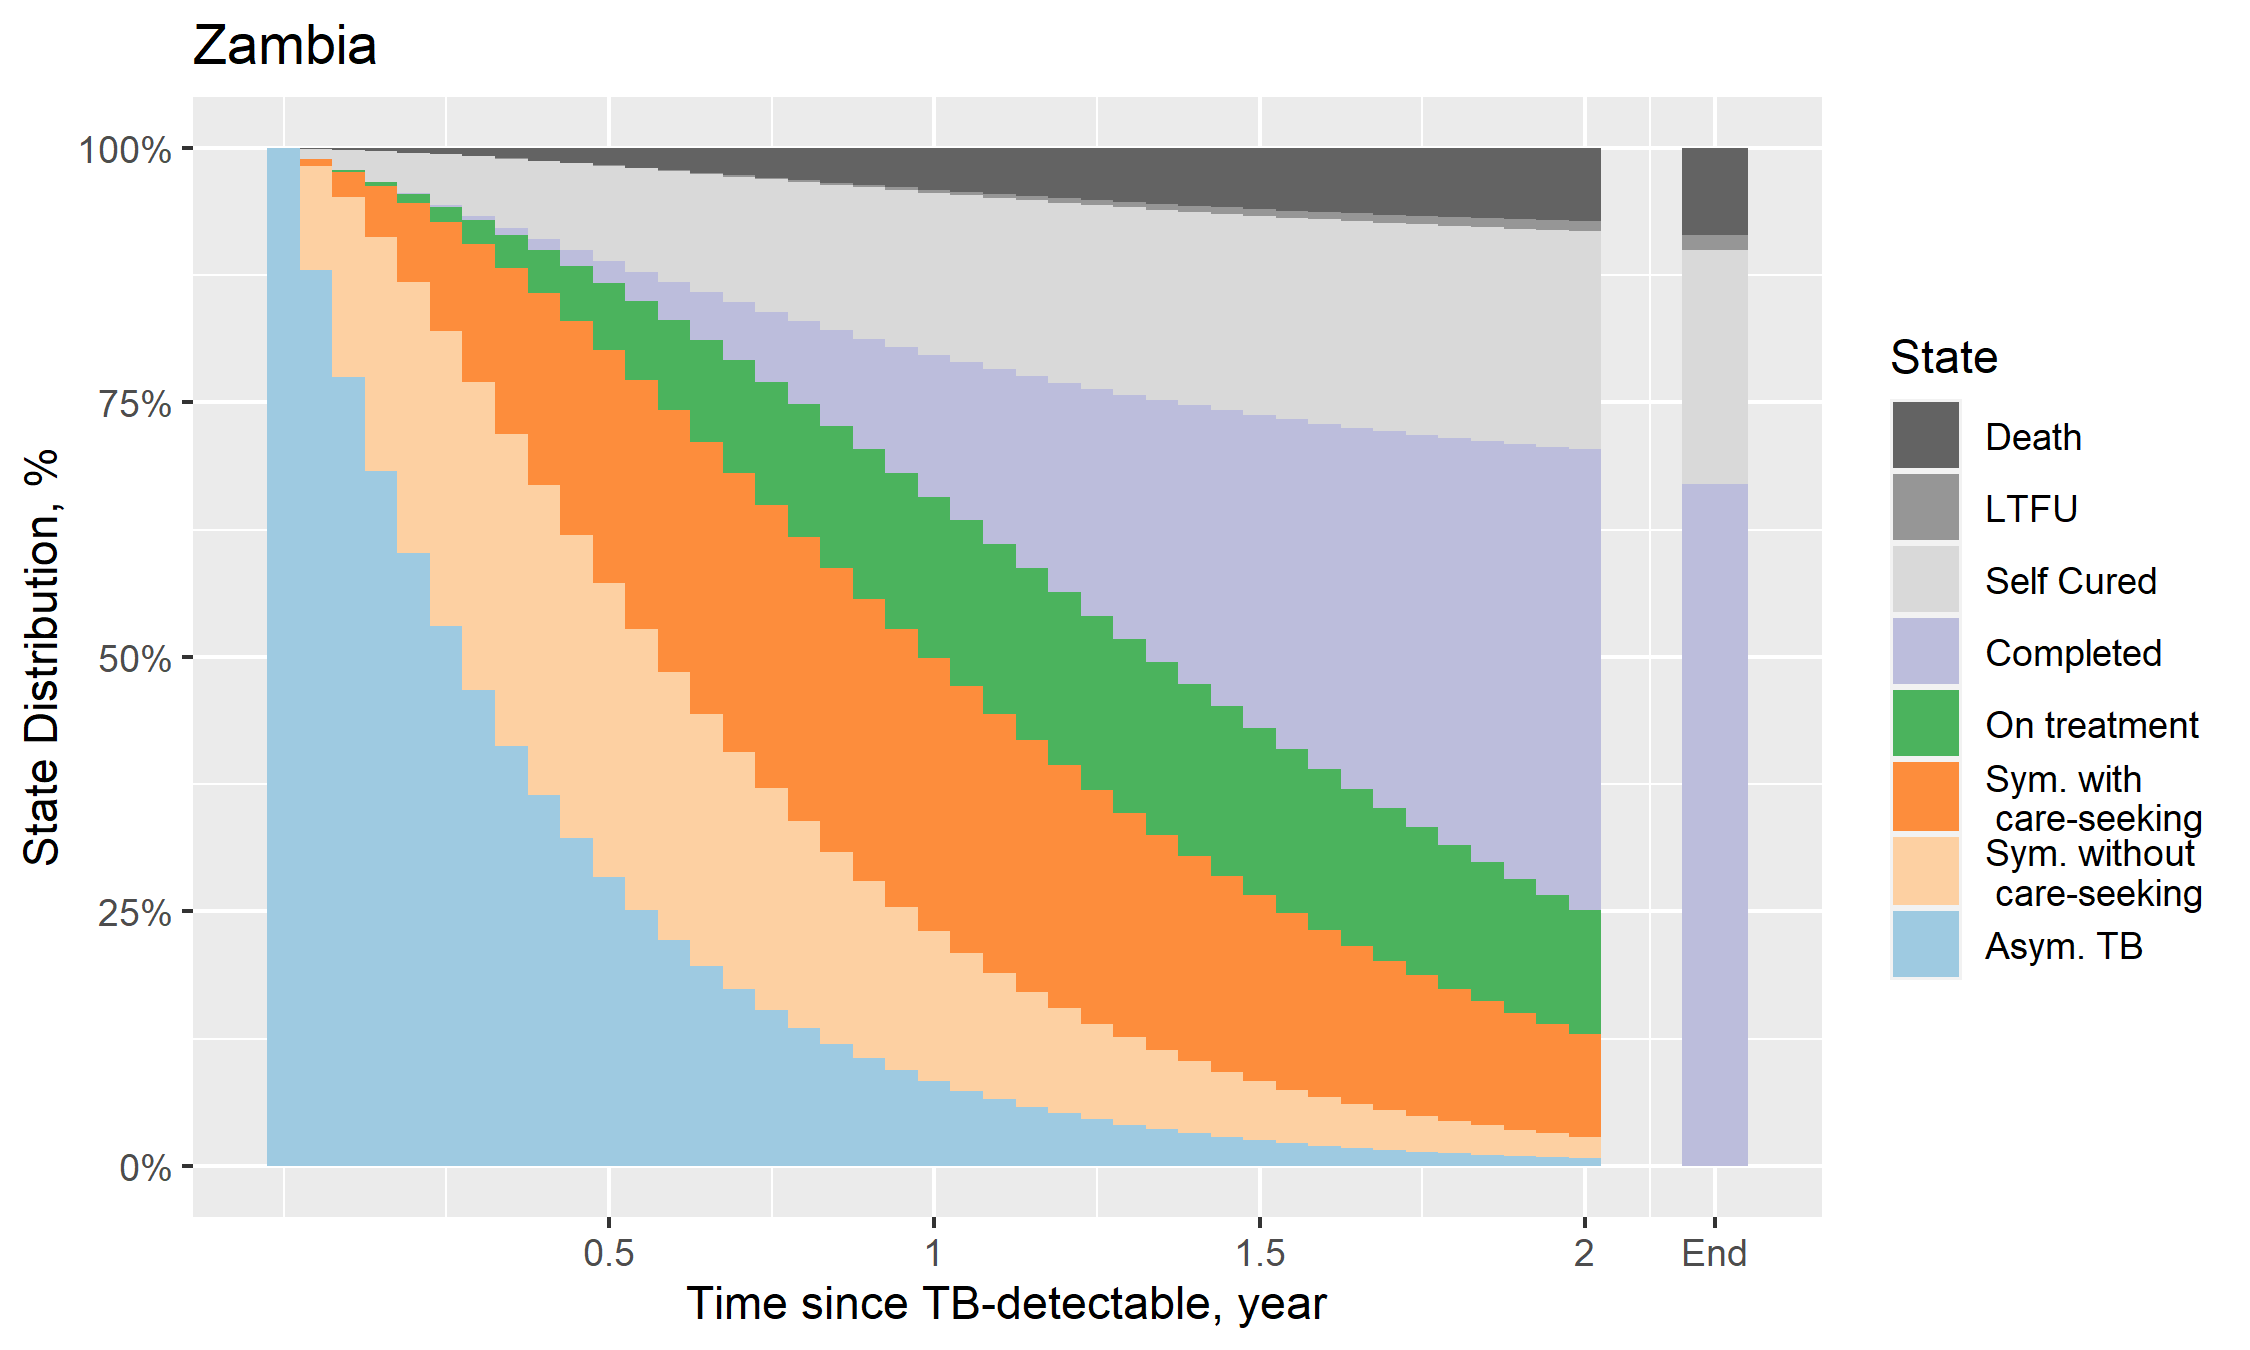 Zambia
100%
75%
50%
25%
0%
State Distribution, %
0.5
1
1.5
2
End
Time since TB-detectable, year
State
Death
LTFU
Self Cured
Completed
On treatment
Sym. with
care-seeking
Sym. without
care-seeking
Asym. TB